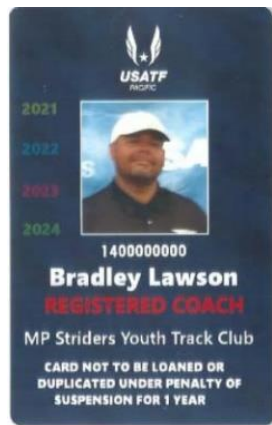 USATF
PACIFIC
2021
2022
2023
2024
S
SA
1400000000
Bradley Lawson
REGISTERED COACH
MP Striders Youth Track Club
CARD NOT TO BE LOANED OR
DUPLICATED UNDER PENALTY OF
SUSPENSION FOR 1 YEAR